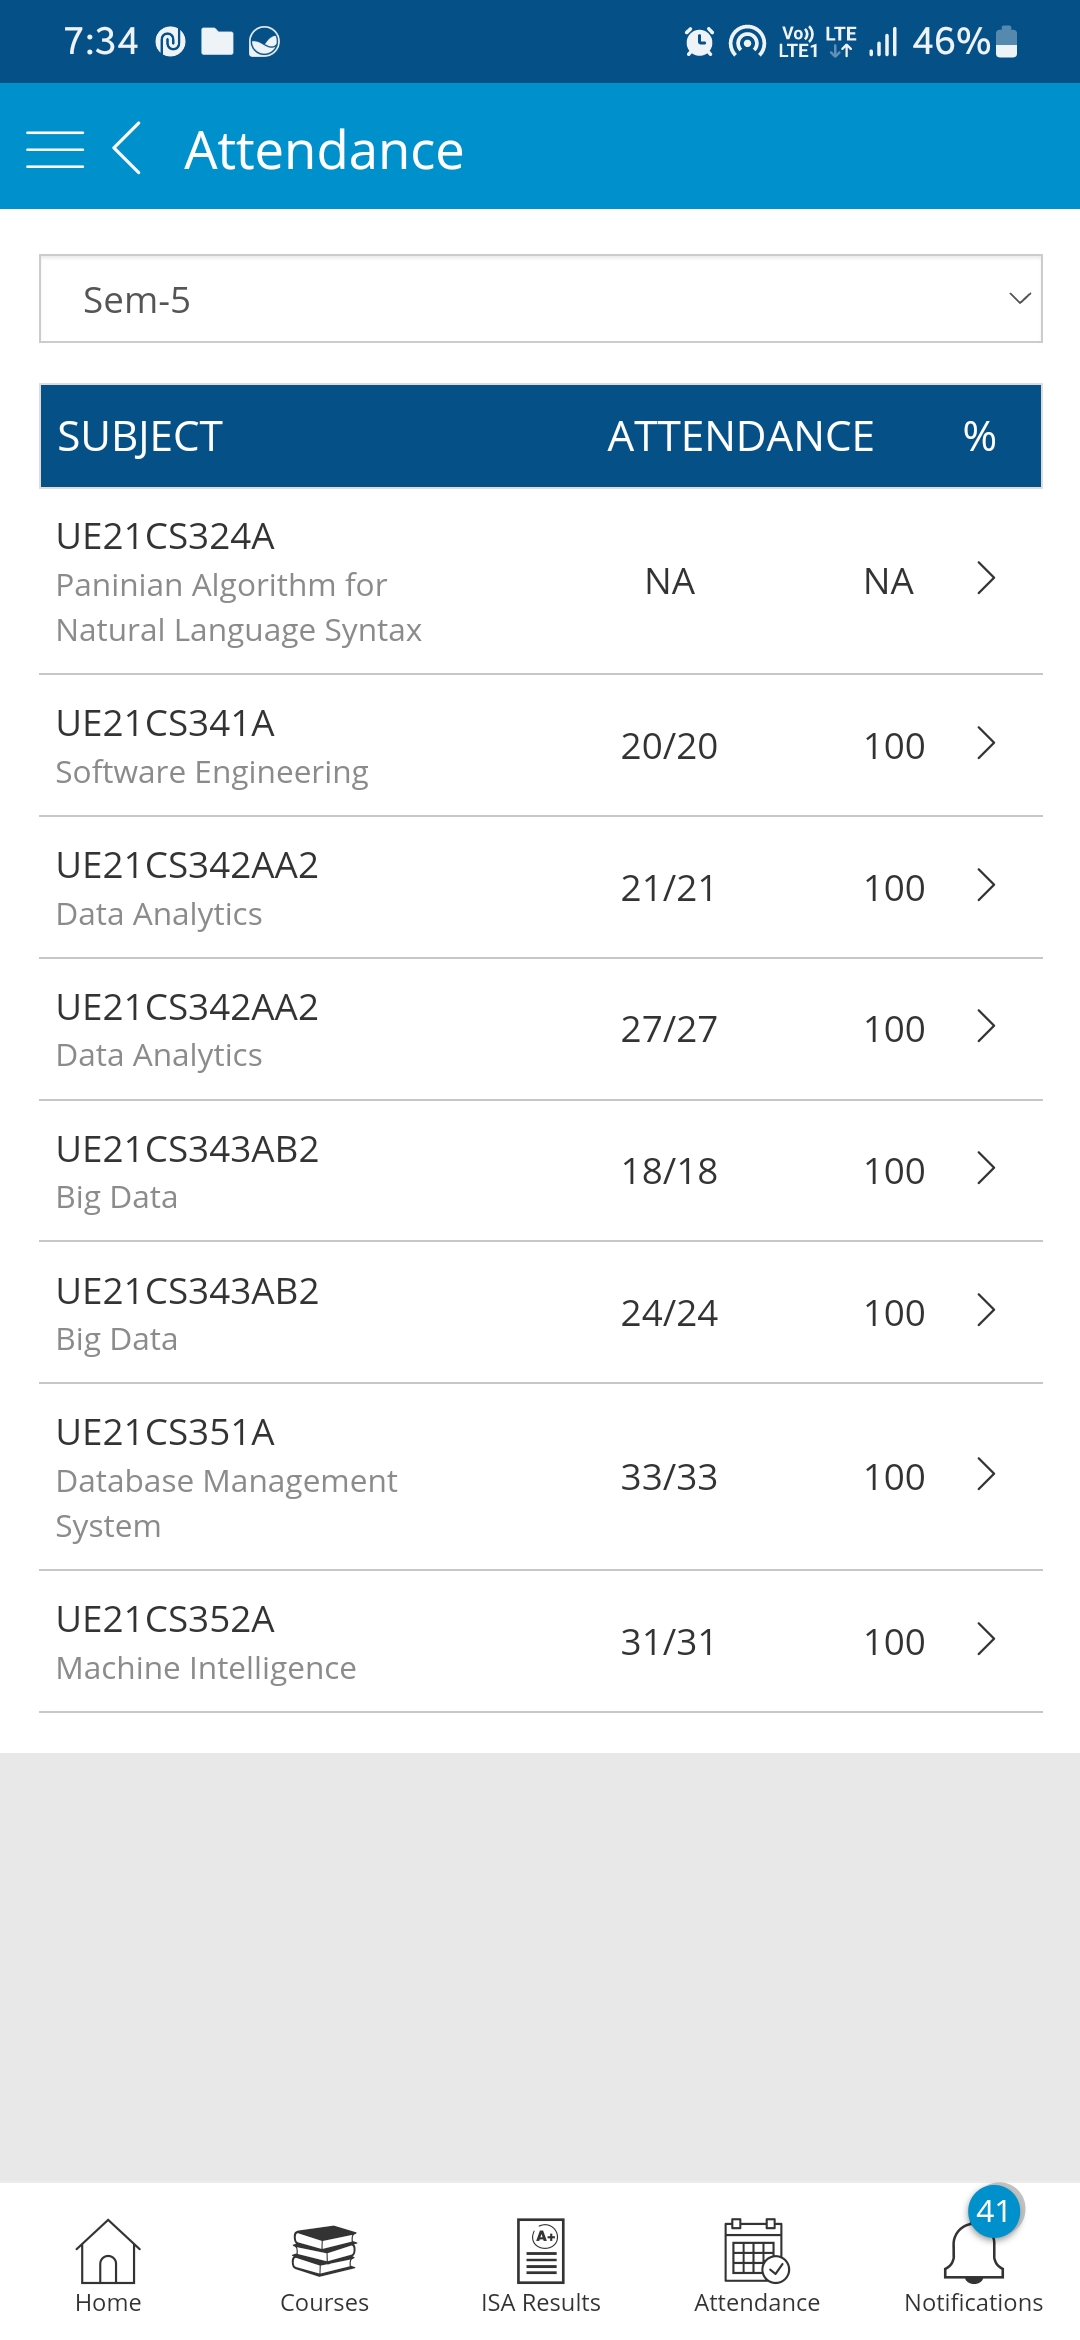 7:34 Vo)) LTE1 LTE 46%
Attendance
Sem-5
SUBJECT ATTENDANCE %
UE21CS324A
Paninian Algorithm for
Natural Language Syntax
NA NA
UE21CS341A
Software Engineering
20/20 100
UE21CS342AA2
Data Analytics
21/21 100
UE21CS342AA2
Data Analytics
27/27 100
UE21CS343AB2
Big Data
18/18 100
UE21CS343AB2
Big Data
24/24 100
UE21CS351A
Database Management
System
33/33 100
UE21CS352A
Machine Intelligence
31/31 100
41
A+
Home Courses ISA Results Attendance Notifications